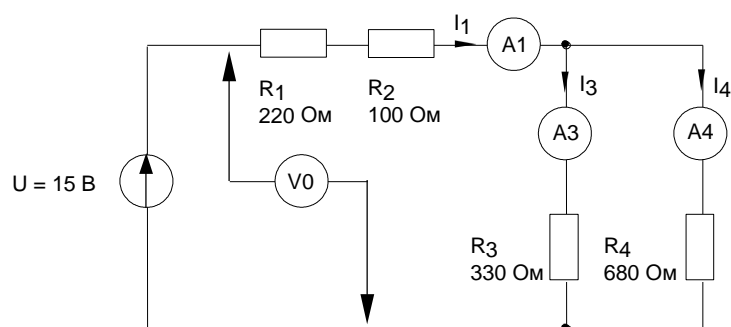 I1
A1
R1
220 Ом
R2
100 Ом
I3
I4
A3
A4
U = 15 В
V0
R3
330 Ом
R4
680 Ом